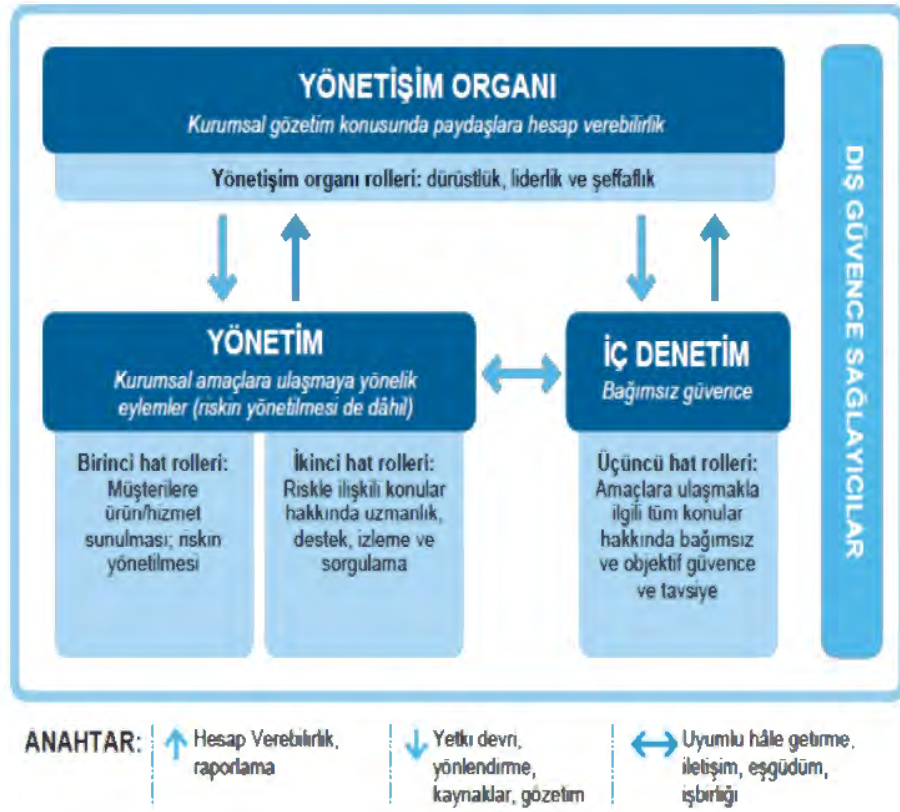 YÖNETİŞİM ORGANI
Kurumsal gözetim konusunda paydaşlara hesap verebilirlik
Yönetişim organı rolleri: dürüstlük, liderlik ve şeffaflık
YÖNETİM
Kurumsal amaçlara ulaşmaya yönelik
eylemler (riskin yönetilmesi de dâhil)
Birinci hat rolleri:
Müşterilere
ürün/hizmet
sunulması; riskin
yönetilmesi
İkinci hat rolleri:
Riskle ilişkili konular
hakkında uzmanlık,
destek, izleme ve
sorgulama
İÇ DENETİM
Bağımsız güvence
Üçüncü hat rolleri:
Amaçlara ulaşmakla
ilgili tüm konular
hakkında bağımsız
ve objektif güvence
ve tavsiye
DIŞ GÜVENCE SAĞLAYICILAR
ANAHTAR:
Hesap Verebilirlik,
raporlama
Yetki devri,
yönlendirme,
kaynaklar, gözetim
Uyumlu hâle getirme,
iletişim, eşgüdüm,
işbirliği